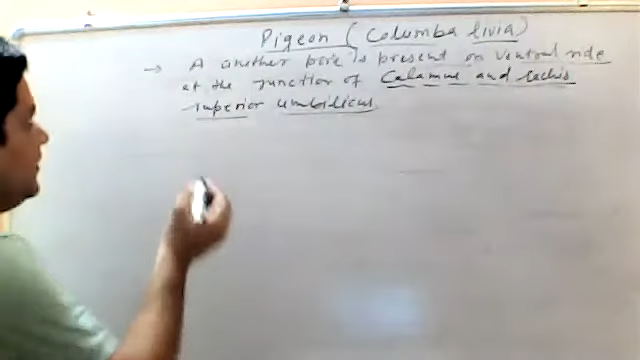 Pigeon (Columba livia)
→ A another pore is present on ventral side
at the junction of Calamus and rachis
superior umbilicus.